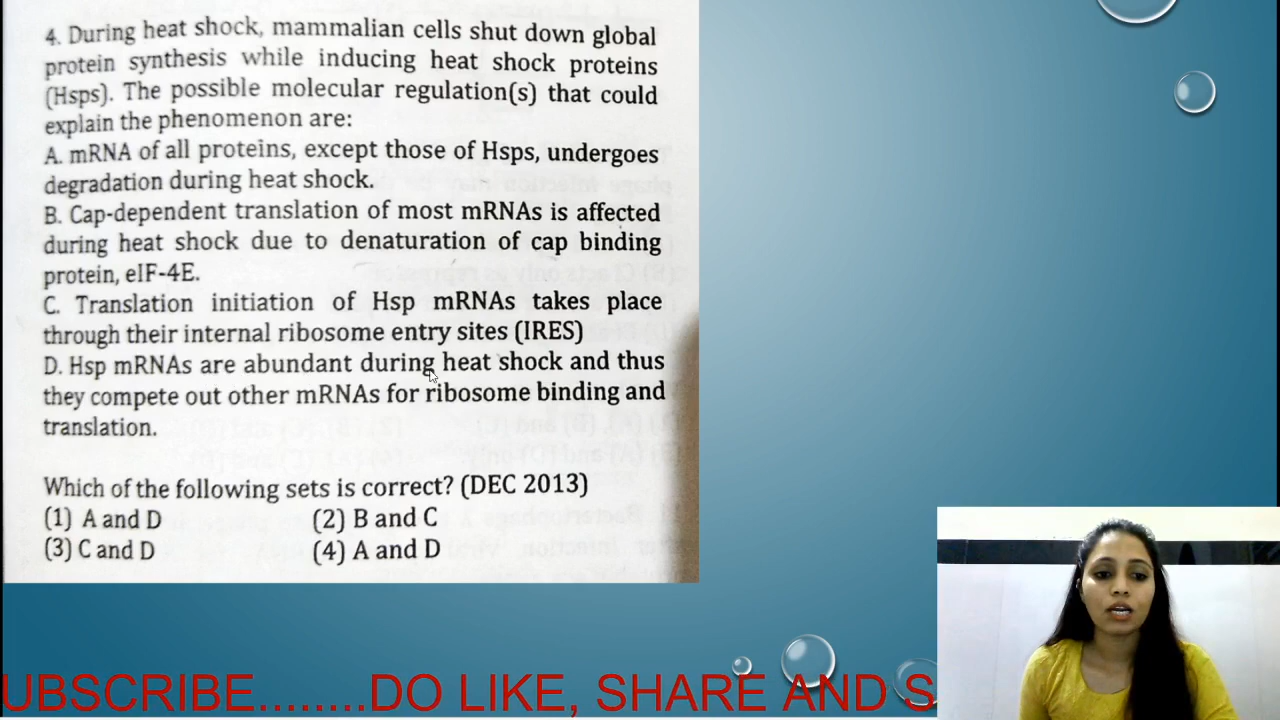 4. During heat shock, mammalian cells shut down global
protein synthesis while inducing heat shock proteins
(Hsps). The possible molecular regulation(s) that could
explain the phenomenon are:
A. mRNA of all proteins, except those of Hsps, undergoes
degradation during heat shock.
B. Cap-dependent translation of most mRNAs is affected
during heat shock due to denaturation of cap binding
protein, eIF-4E.
C. Translation initiation of Hsp mRNAs takes place
through their internal ribosome entry sites (IRES)
D. Hsp mRNAs are abundant during heat shock and thus
they compete out other mRNAs for ribosome binding and
translation.
Which of the following sets is correct? (DEC 2013)
(1) A and D (2) B and C
(3) C and D (4) A and D
UBSCRIBE........DO LIKE, SHARE AND S